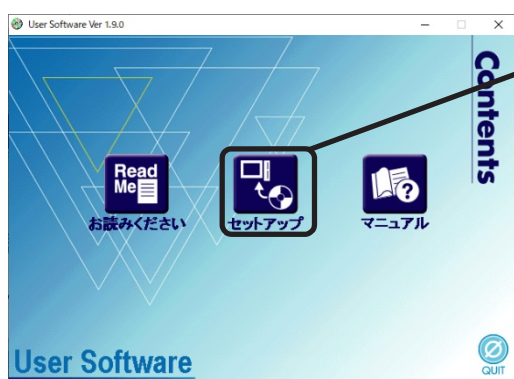 User Software Ver 1.9.0
Contents
Read
Me
お読みください
セットアップ
マニュアル
User Software
QUIT